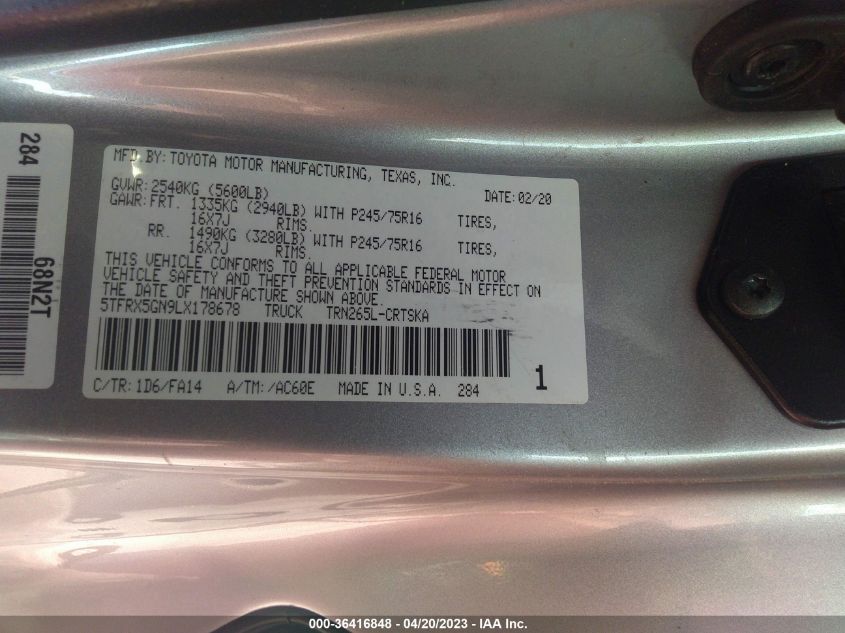 284
68N2T
MFD.BY:TOYOTA MOTOR MANUFACTURING, TEXAS, INC.
GVWR:2540KG (5600LB) DATE:02/20
GAWR:FRT. 1335KG (2940LB) WITH P245/75R16 TIRES,
16X7J RIMS.
RR. 1490KG (3280LB) WITH P245/75R16 TIRES,
16X7J RIMS.
THIS VEHICLE CONFORMS TO ALL APPLICABLE FEDERAL MOTOR
VEHICLE SAFETY AND THEFT PREVENTION STANDARDS IN EFFECT ON
THE DATE OF MANUFACTURE SHOWN ABOVE.
5TFRX5GN9LX178678 TRUCK TRN265L-CRTSKA
C/TR:1D6/FA14 A/TM:/AC60E MADE IN U.S.A. 284 1
000-36416848 - 04/20/2023 - IAA Inc.